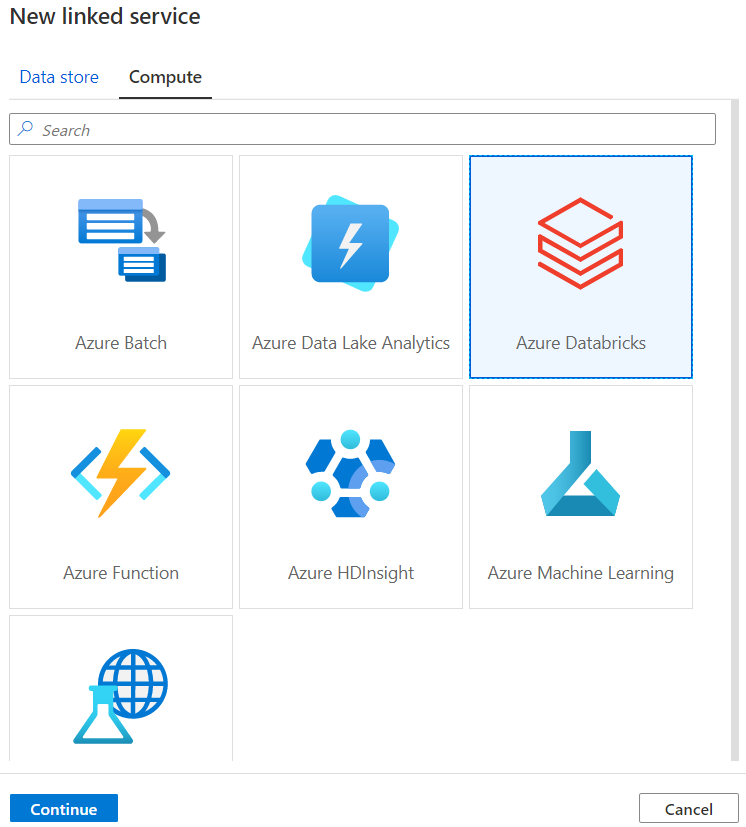 New linked service
Data store Compute
Search
Azure Batch Azure Data Lake Analytics Azure Databricks
Azure Function Azure HDInsight Azure Machine Learning
Continue Cancel